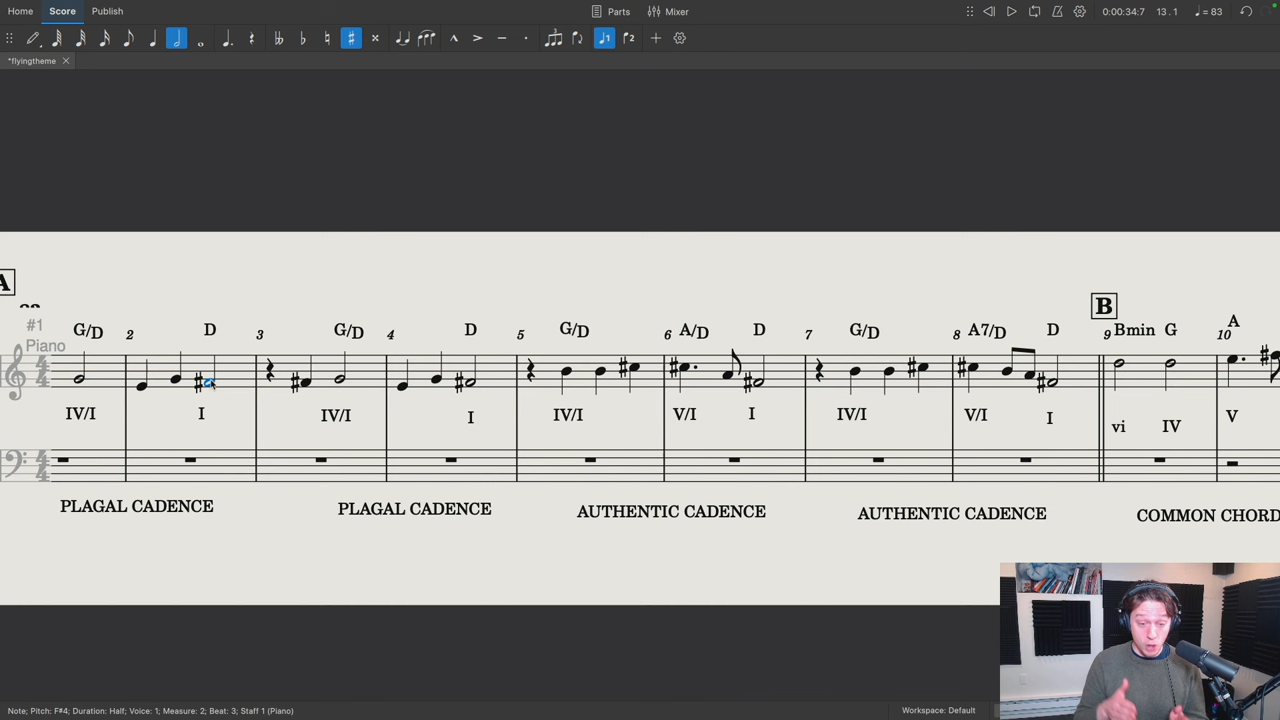 Home Score Publish Parts Mixer 0:00:34:7 13.1 = 83
*flyingtheme
A
B
#1
Piano
G/D 2 D 3 G/D 4 D 5 G/D 6 A/D D 7 G/D 8 A7/D D 9 Bmin G 10 A
IV/I I IV/I I IV/I V/I I IV/I V/I I vi IV V
PLAGAL CADENCE PLAGAL CADENCE AUTHENTIC CADENCE AUTHENTIC CADENCE COMMON CHORD
Note; Pitch: F#4; Duration: Half; Voice: 1; Measure: 2; Beat: 3; Staff 1 (Piano) Workspace: Default